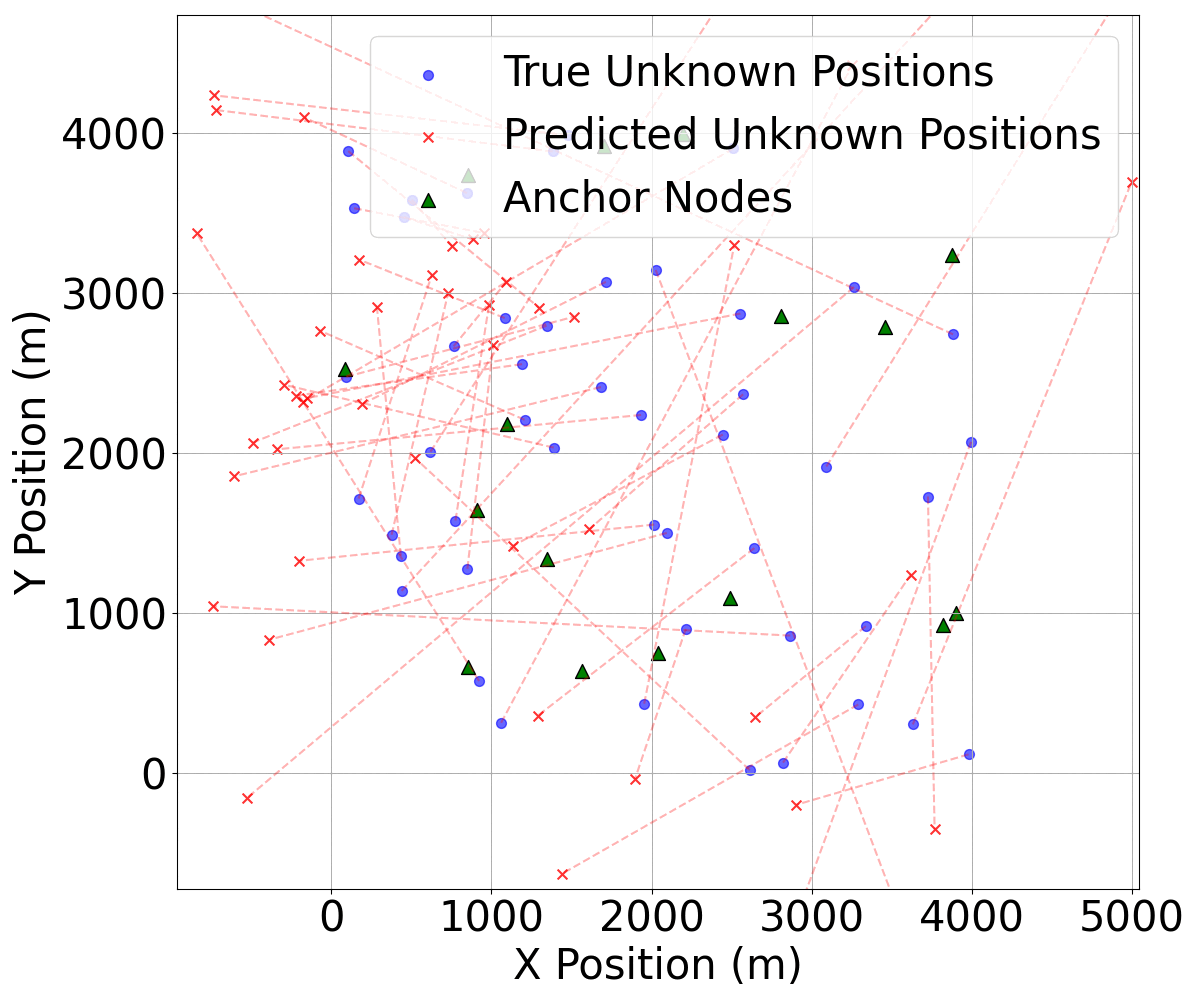 True Unknown Positions
Predicted Unknown Positions
Anchor Nodes
Y Position (m)
4000
3000
2000
1000
0
0 1000 2000 3000 4000 5000
X Position (m)